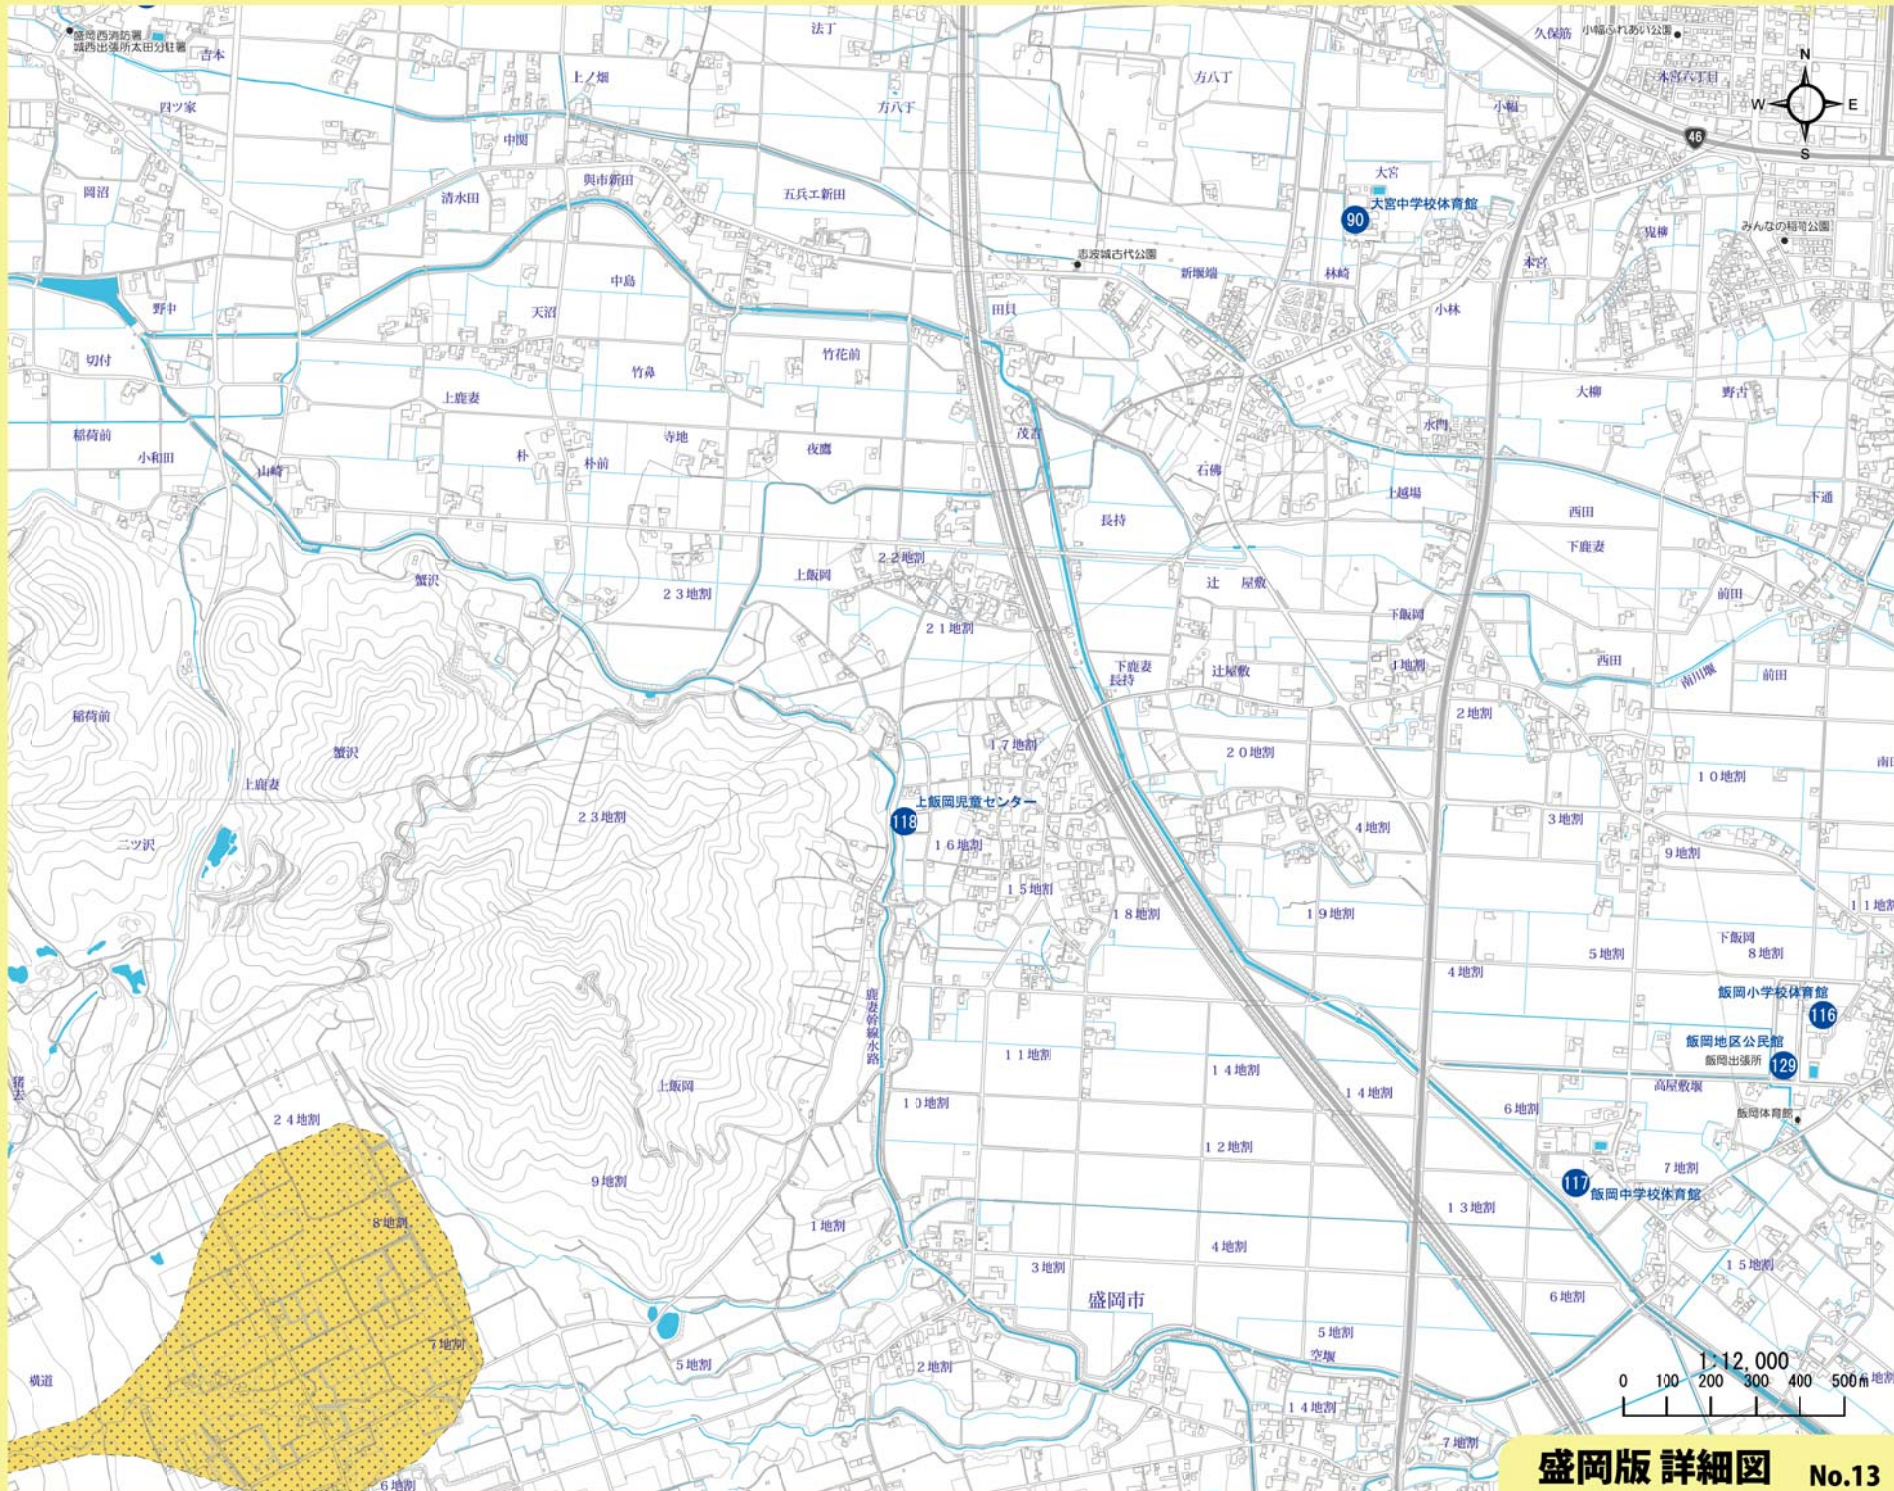 盛岡西消防署
城西出張所太田分駐署
吉本
法丁
久保筋
小幅ふれあい公園
四ツ家
上ノ畑
方八丁
方八丁
本宮六丁目
小幅
N
W
E
S
46
中関
岡沼
清水田
與市新田
五兵エ新田
大宮
90
大宮中学校体育館
鬼柳
みんなの稲荷公園
志波城古代公園
新堰端
林崎
本宮
野中
天沼
中島
田貝
小林
切付
竹鼻
竹花前
上鹿妻
大柳
野古
稲荷前
小和田
山崎
朴
朴前
寺地
夜鷹
茂吉
石佛
水門
上越場
下通
長持
西田
下鹿妻
蟹沢
23地割
上飯岡
22地割
21地割
辻 屋敷
下飯岡
前田
下鹿妻
長持
辻屋敷
1地割
西田
南川堰
前田
稲荷前
蟹沢
上鹿妻
17地割
20地割
2地割
10地割
二ツ沢
23地割
118
上飯岡児童センター
16地割
15地割
18地割
4地割
3地割
9地割
19地割
11地割
下飯岡
8地割
5地割
4地割
鹿妻幹線水路
飯岡小学校体育館
116
飯岡地区公民館
飯岡出張所
129
高屋敷堰
飯岡体育館
猪去
24地割
上飯岡
11地割
10地割
14地割
14地割
12地割
6地割
7地割
117
飯岡中学校体育館
9地割
8地割
1地割
13地割
4地割
3地割
15地割
盛岡市
6地割
7地割
横道
5地割
2地割
5地割
空堰
14地割
7地割
6地割
1:12,000
0 100 200 300 400 500m
盛岡版 詳細図 No.13